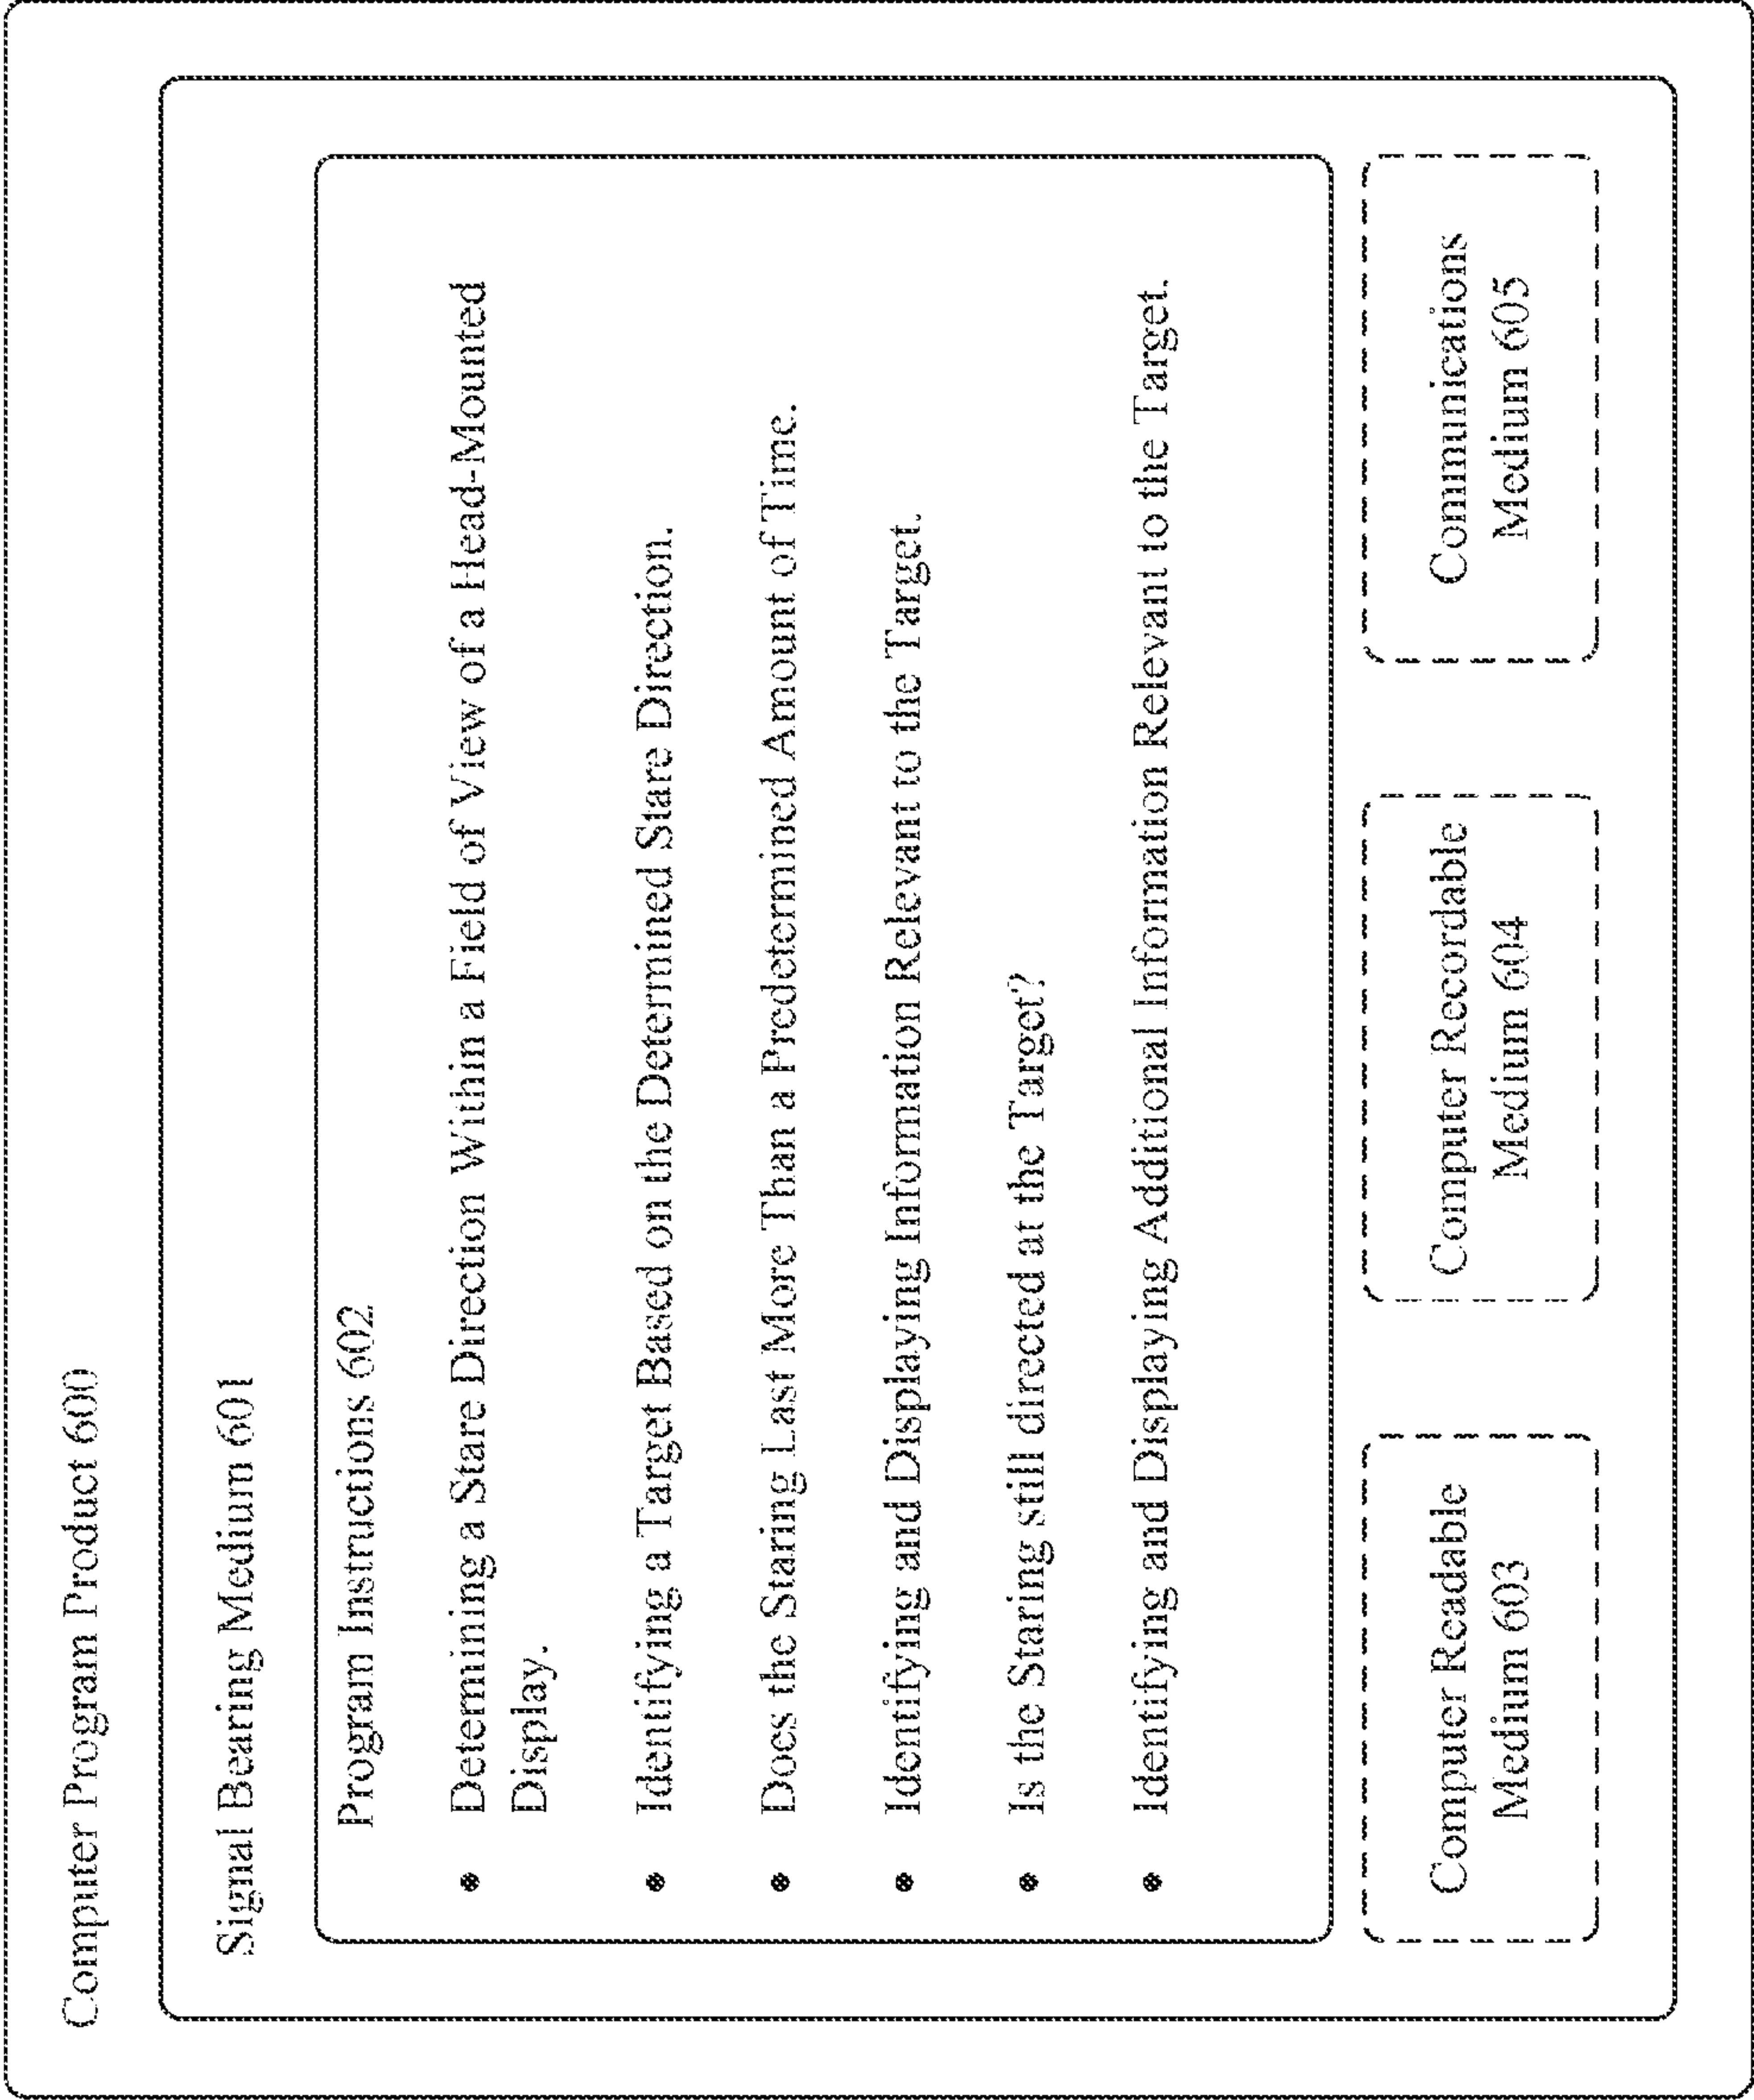 Computer Program Product 600
Signal Bearing Medium 601
Program Instructions 602
• Determining a Stare Direction Within a Field of View of a Head-Mounted
Display.
• Identifying a Target Based on the Determined Stare Direction.
• Does the Staring Last More Than a Predetermined Amount of Time.
• Identifying and Displaying Information Relevant to the Target.
• Is the Staring still directed at the Target?
• Identifying and Displaying Additional Information Relevant to the Target.
Computer Readable
Medium 603
Computer Recordable
Medium 604
Communications
Medium 605